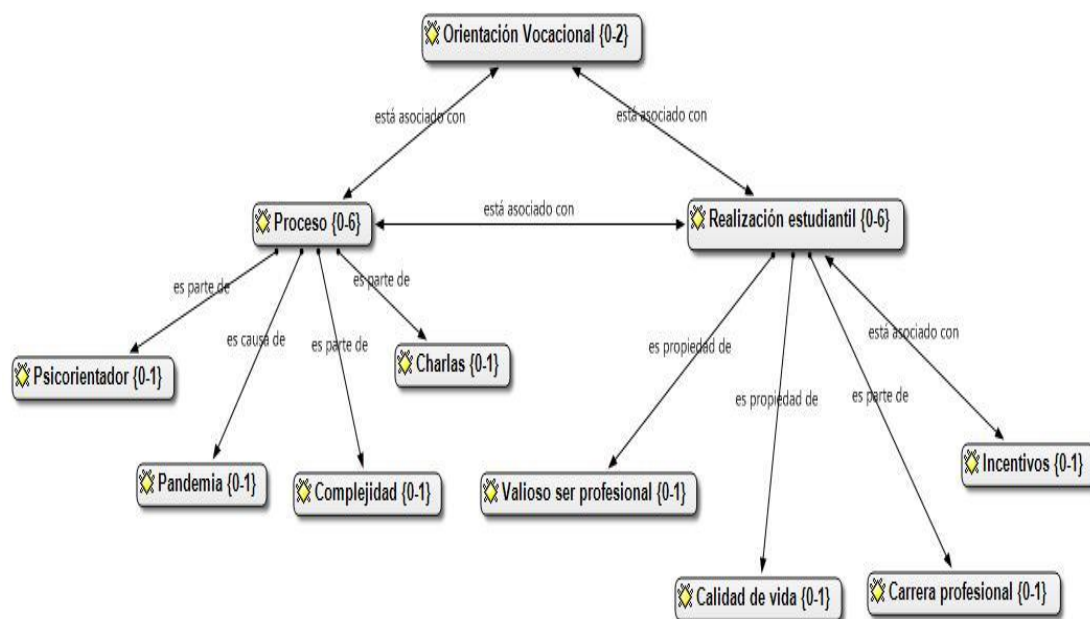 Orientación Vocacional {0-2}
está asociado con
está asociado con
Proceso {0-6}
está asociado con
Realización estudiantil {0-6}
es parte de
es causa de
es parte de
es parte de
es propiedad de
es propiedad de
es parte de
está asociado con
Psicorientador {0-1}
Charlas {0-1}
Pandemia {0-1}
Complejidad {0-1}
Valioso ser profesional {0-1}
Incentivos {0-1}
Calidad de vida {0-1}
Carrera profesional {0-1}